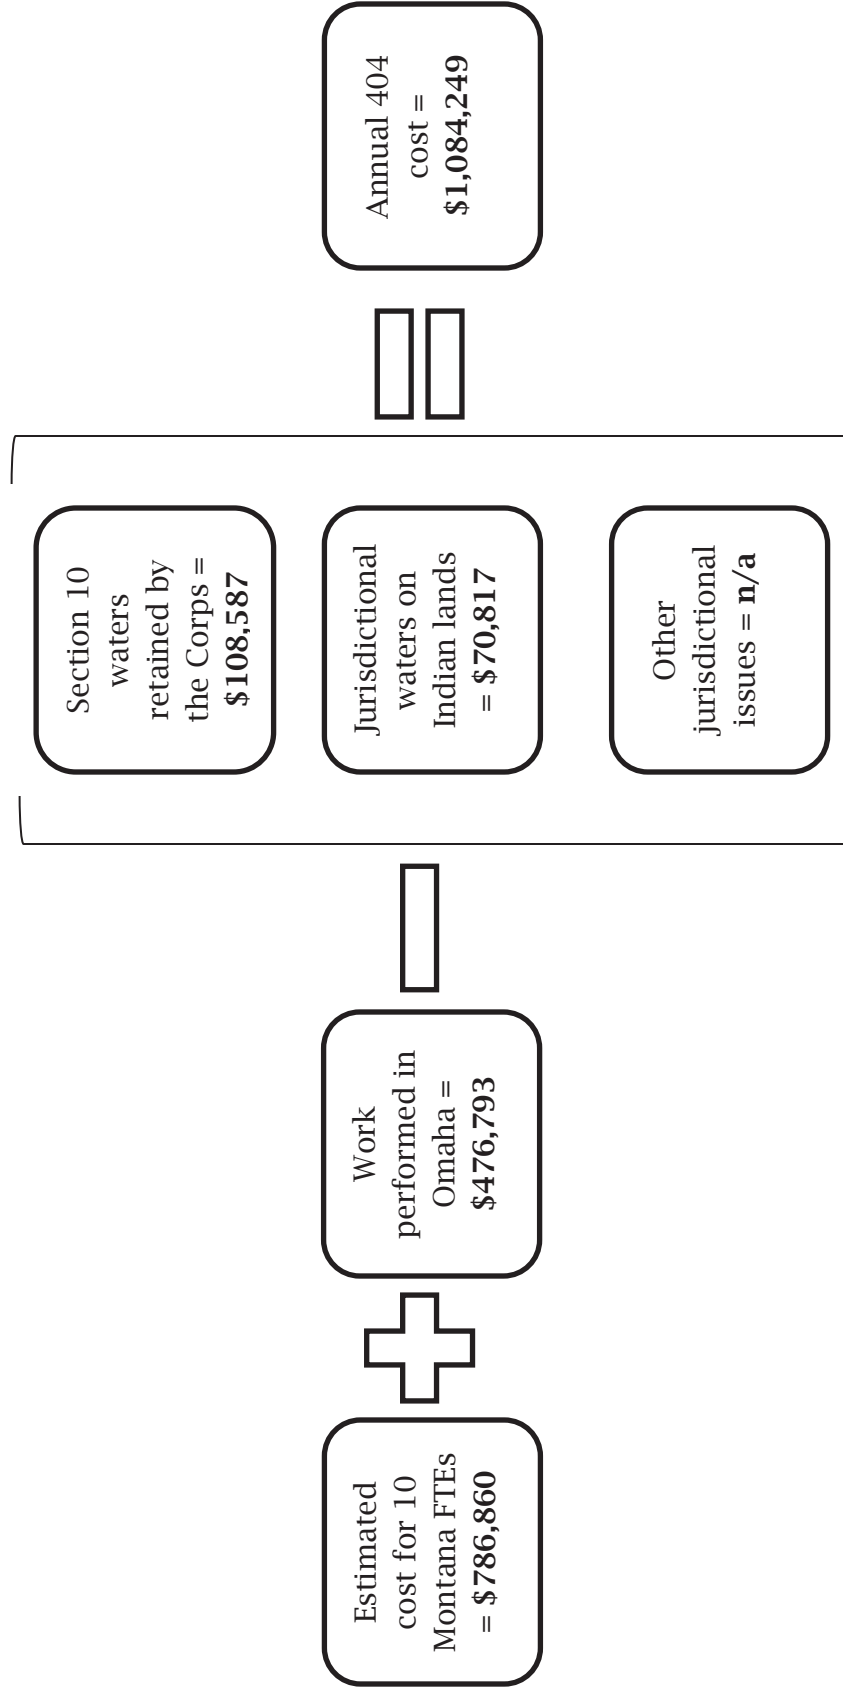 Estimated
cost for 10
Montana FTEs
= $786,860
Work
performed in
Omaha =
$476,793
Section 10
waters
retained by
the Corps =
$108,587
Jurisdictional
waters on
Indian lands
= $70,817
Other
jurisdictional
issues = n/a
Annual 404
cost =
$1,084,249